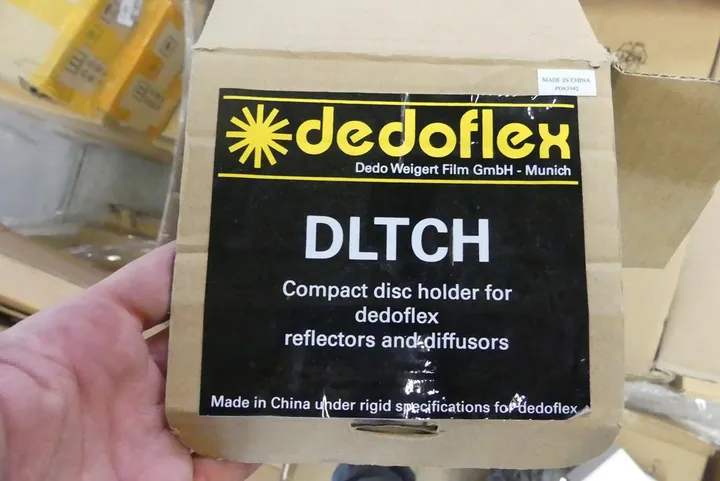 MADE IN CHINA
dedoflex
Dedo Weigert Film GmbH - Munich
DLTCH
Compact disc holder for
dedoflex
reflectors and diffusors
Made in China under rigid specifications for dedoflex